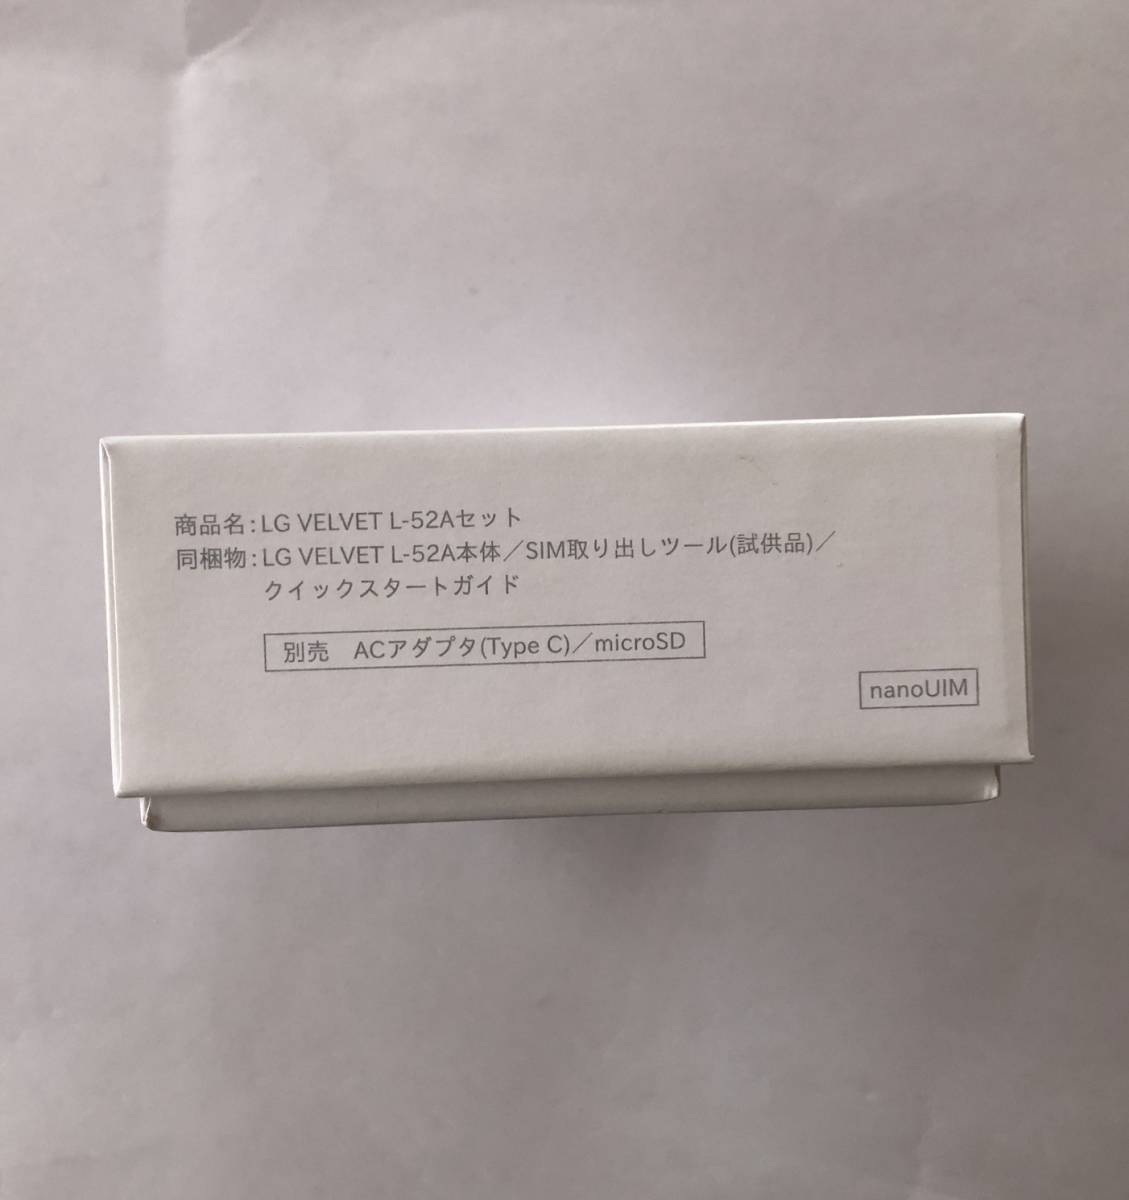 商品名:LG VELVET L-52Aセット
同梱物:LG VELVET L-52A本体／SIM取り出しツール(試供品)／
クイックスタートガイド
別売　ACアダプタ(Type C)／microSD
nanoUIM